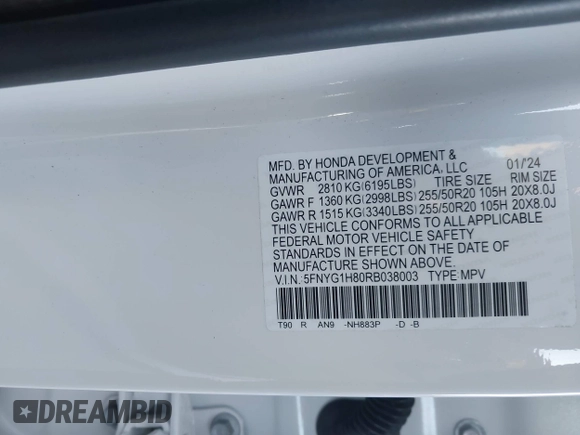 MFD. BY HONDA DEVELOPMENT &
MANUFACTURING OF AMERICA, LLC 01/'24
GVWR 2810 KG(6195LBS) TIRE SIZE RIM SIZE
GAWR F 1360 KG(2998LBS) 255/50R20 105H 20X8.0J
GAWR R 1515 KG(3340LBS) 255/50R20 105H 20X8.0J
THIS VEHICLE CONFORMS TO ALL APPLICABLE
FEDERAL MOTOR VEHICLE SAFETY
STANDARDS IN EFFECT ON THE DATE OF
MANUFACTURE SHOWN ABOVE.
V.I.N. 5FNYG1H80RB038003 TYPE MPV
T90 R AN9 -NH883P -D -B
DREAMBID